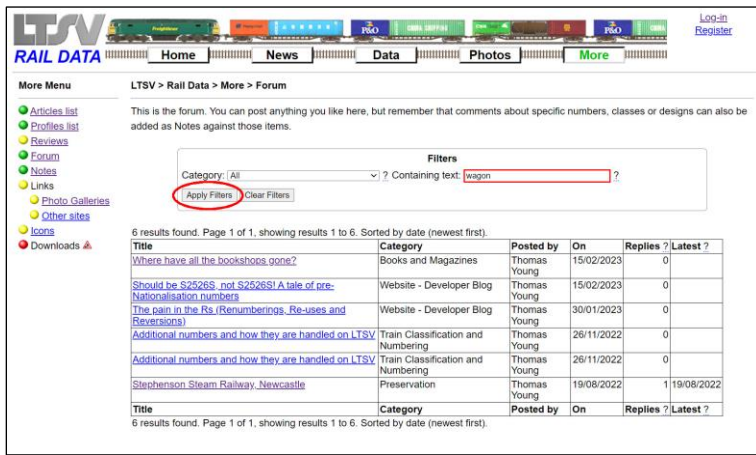 LTSV
RAIL DATA
Freightliner
P&O
CHINA SHIPPING
P&O
Log-in
Register
Home
News
Data
Photos
More
More Menu
Articles list
Profiles list
Reviews
Forum
Notes
Links
Photo Galleries
Other sites
Icons
Downloads
LTSV > Rail Data > More > Forum
This is the forum. You can post anything you like here, but remember that comments about specific numbers, classes or designs can also be
added as Notes against those items.
Filters
Category: All ? Containing text: wagon ?
Apply Filters Clear Filters
6 results found. Page 1 of 1, showing results 1 to 6. Sorted by date (newest first).
Title Category Posted by On Replies ? Latest ?
Where have all the bookshops gone? Books and Magazines Thomas Young 15/02/2023 0
Should be S2526S, not S2526S! A tale of pre-
Nationalisation numbers Website - Developer Blog Thomas Young 15/02/2023 0
The pain in the Rs (Renumberings, Re-uses and
Reversions) Website - Developer Blog Thomas Young 30/01/2023 0
Additional numbers and how they are handled on LTSV Train Classification and
Numbering Thomas Young 26/11/2022 0
Additional numbers and how they are handled on LTSV Train Classification and
Numbering Thomas Young 26/11/2022 0
Stephenson Steam Railway, Newcastle Preservation Thomas Young 19/08/2022 1 19/08/2022
Title Category Posted by On Replies ? Latest ?
6 results found. Page 1 of 1, showing results 1 to 6. Sorted by date (newest first).